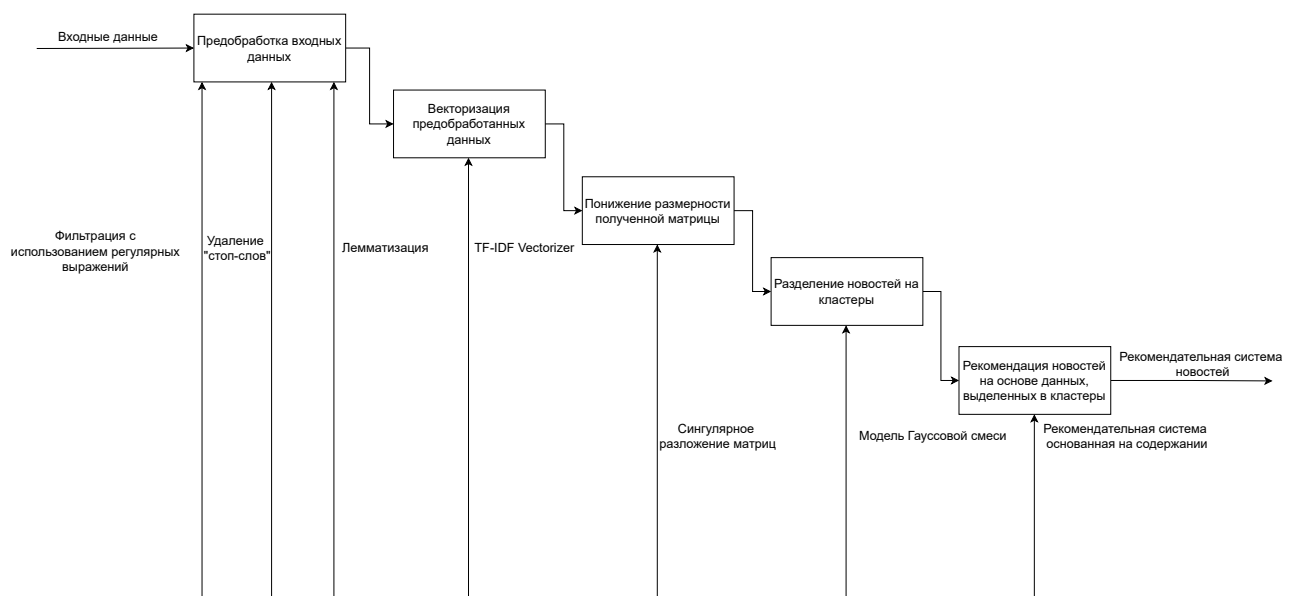 Входные данные
Предобработка входных
данных
Векторизация
предобработанных
данных
Понижение размерности
полученной матрицы
Фильтрация с
использованием регулярных
выражений
Удаление
"стоп-слов"
Лемматизация
TF-IDF Vectorizer
Разделение новостей на
кластеры
Рекомендация новостей
на основе данных,
выделенных в кластеры
Рекомендательная система
новостей
Сингулярное
разложение матриц
Модель Гауссовой смеси
Рекомендательная система
основанная на содержании